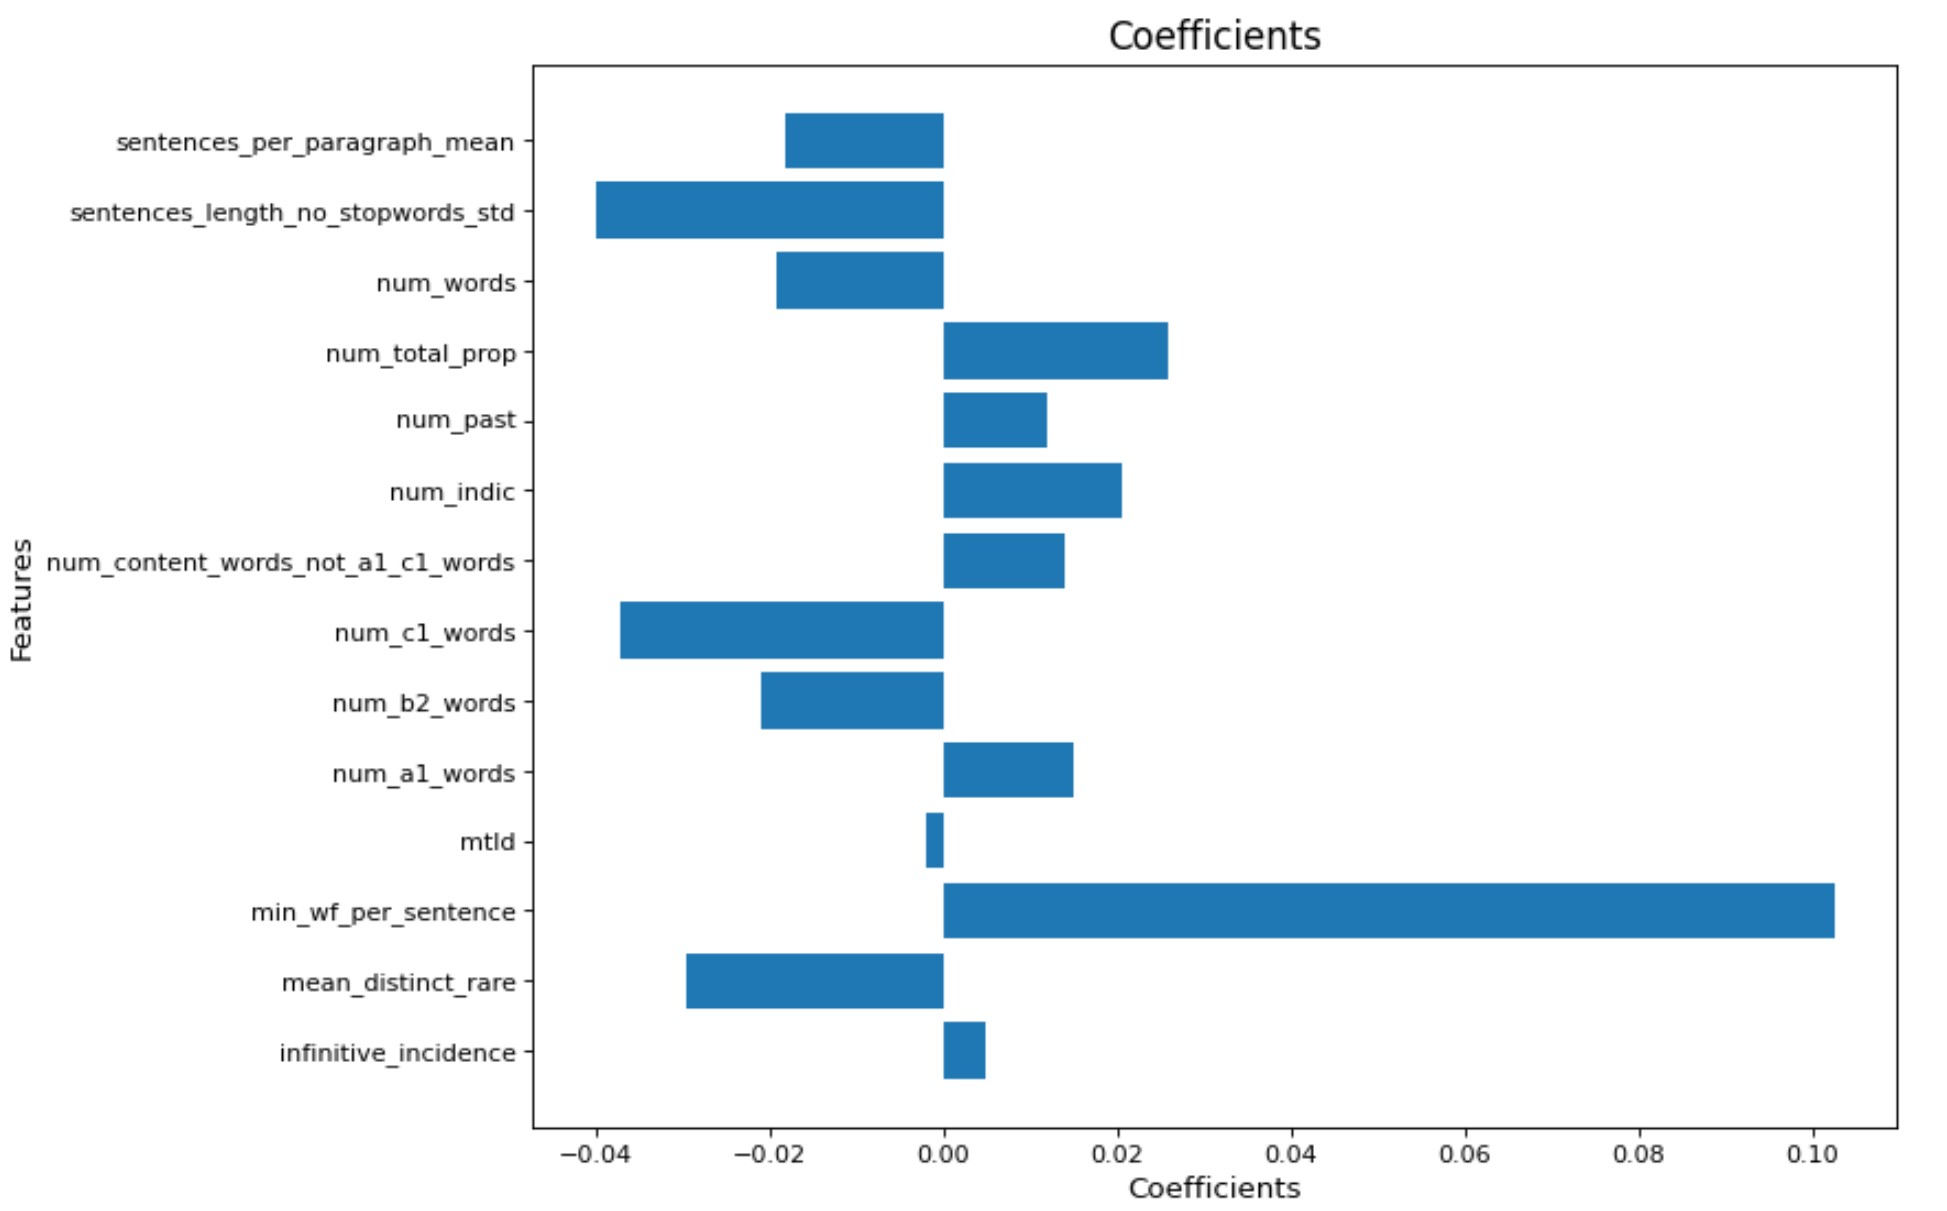 Coefficients
sentences_per_paragraph_mean
sentences_length_no_stopwords_std
num_words
num_total_prop
num_past
num_indic
num_content_words_not_a1_c1_words
num_c1_words
num_b2_words
num_a1_words
mtld
min_wf_per_sentence
mean_distinct_rare
infinitive_incidence
Features
−0.04 −0.02 0.00 0.02 0.04 0.06 0.08 0.10
Coefficients